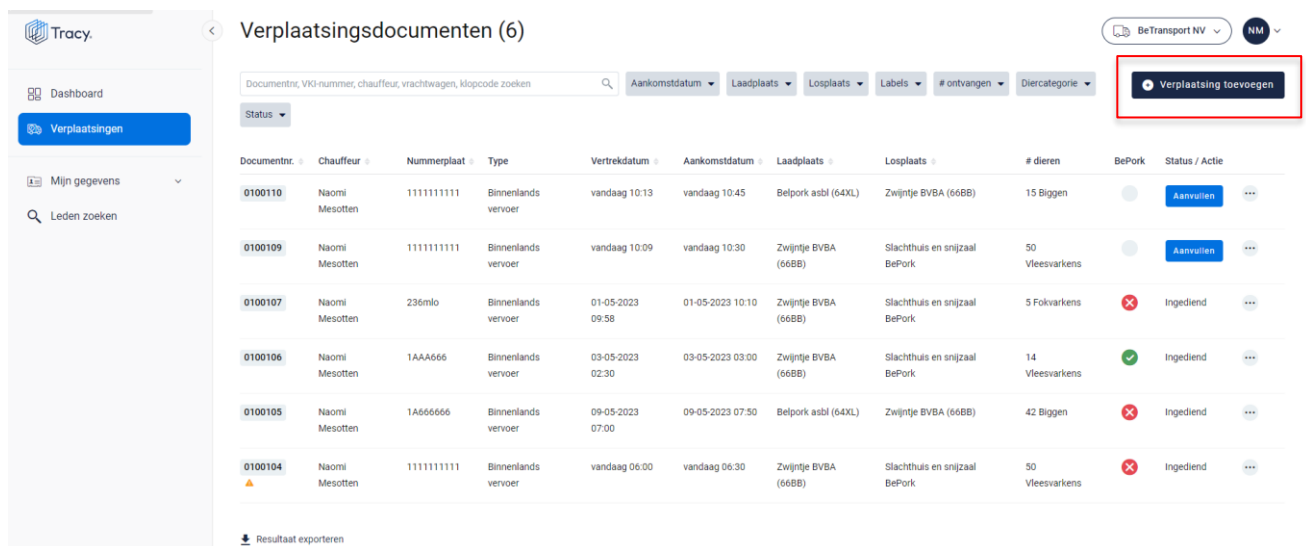 Tracy.
Verplaatsingsdocumenten (6)
BeTransport NV
NM
Dashboard
Verplaatsingen
Mijn gegevens
Leden zoeken
Documentnr, VKI-nummer, chauffeur, vrachtwagen, klopcode zoeken
Aankomstdatum
Laadplaats
Losplaats
Labels
# ontvangen
Diercategorie
Verplaatsing toevoegen
Status
Documentnr. Chauffeur Nummerplaat Type Vertrekdatum Aankomstdatum Laadplaats Losplaats # dieren BePork Status / Actie
0100110 Naomi 1111111111 Binnenlands vandaag 10:13 vandaag 10:45 Belpork asbl (64XL) Zwijntje BVBA (66BB) 15 Biggen Aanvullen
Mesotten vervoer
0100109 Naomi 1111111111 Binnenlands vandaag 10:09 vandaag 10:30 Zwijntje BVBA Slachthuis en snijzaal 50 Aanvullen
Mesotten vervoer (66BB) BePork Vleesvarkens
0100107 Naomi 236mlo Binnenlands 01-05-2023 01-05-2023 10:10 Zwijntje BVBA Slachthuis en snijzaal 5 Fokvarkens Ingediend
Mesotten vervoer 09:58 (66BB) BePork
0100106 Naomi 1AAA666 Binnenlands 03-05-2023 03-05-2023 03:00 Zwijntje BVBA Slachthuis en snijzaal 14 Ingediend
Mesotten vervoer 02:30 (66BB) BePork Vleesvarkens
0100105 Naomi 1A666666 Binnenlands 09-05-2023 09-05-2023 07:50 Belpork asbl (64XL) Zwijntje BVBA (66BB) 42 Biggen Ingediend
Mesotten vervoer 07:00
0100104 Naomi 1111111111 Binnenlands vandaag 06:00 vandaag 06:30 Zwijntje BVBA Slachthuis en snijzaal 50 Ingediend
Mesotten vervoer (66BB) BePork Vleesvarkens
Resultaat exporteren